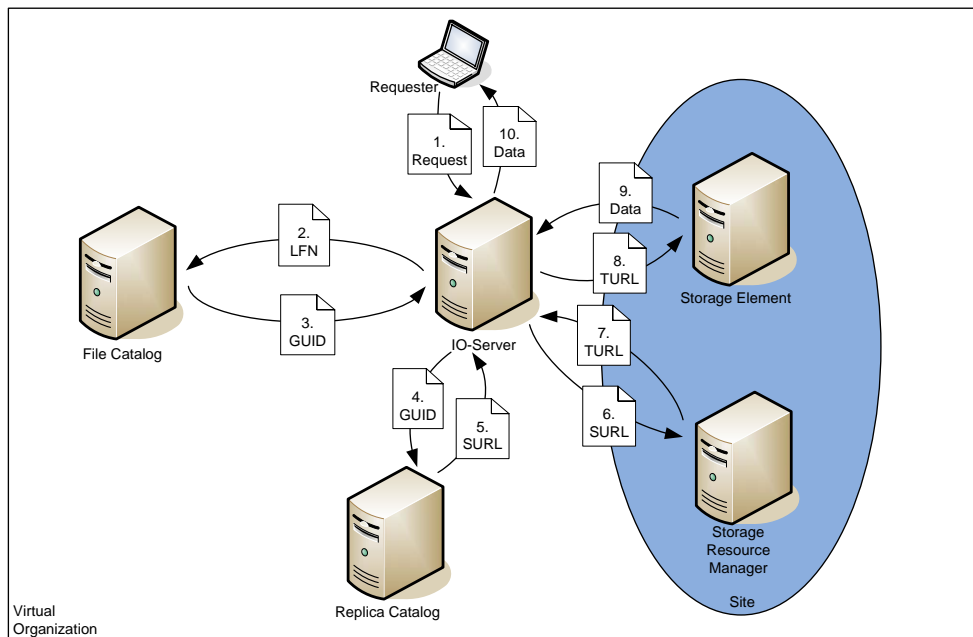 Requester
1.
Request
10.
Data
9.
Data
2.
LFN
8.
TURL
Storage Element
3.
GUID
7.
TURL
File Catalog
IO-Server
4.
GUID
5.
SURL
6.
SURL
Storage
Resource
Manager
Replica Catalog
Site
Virtual
Organization